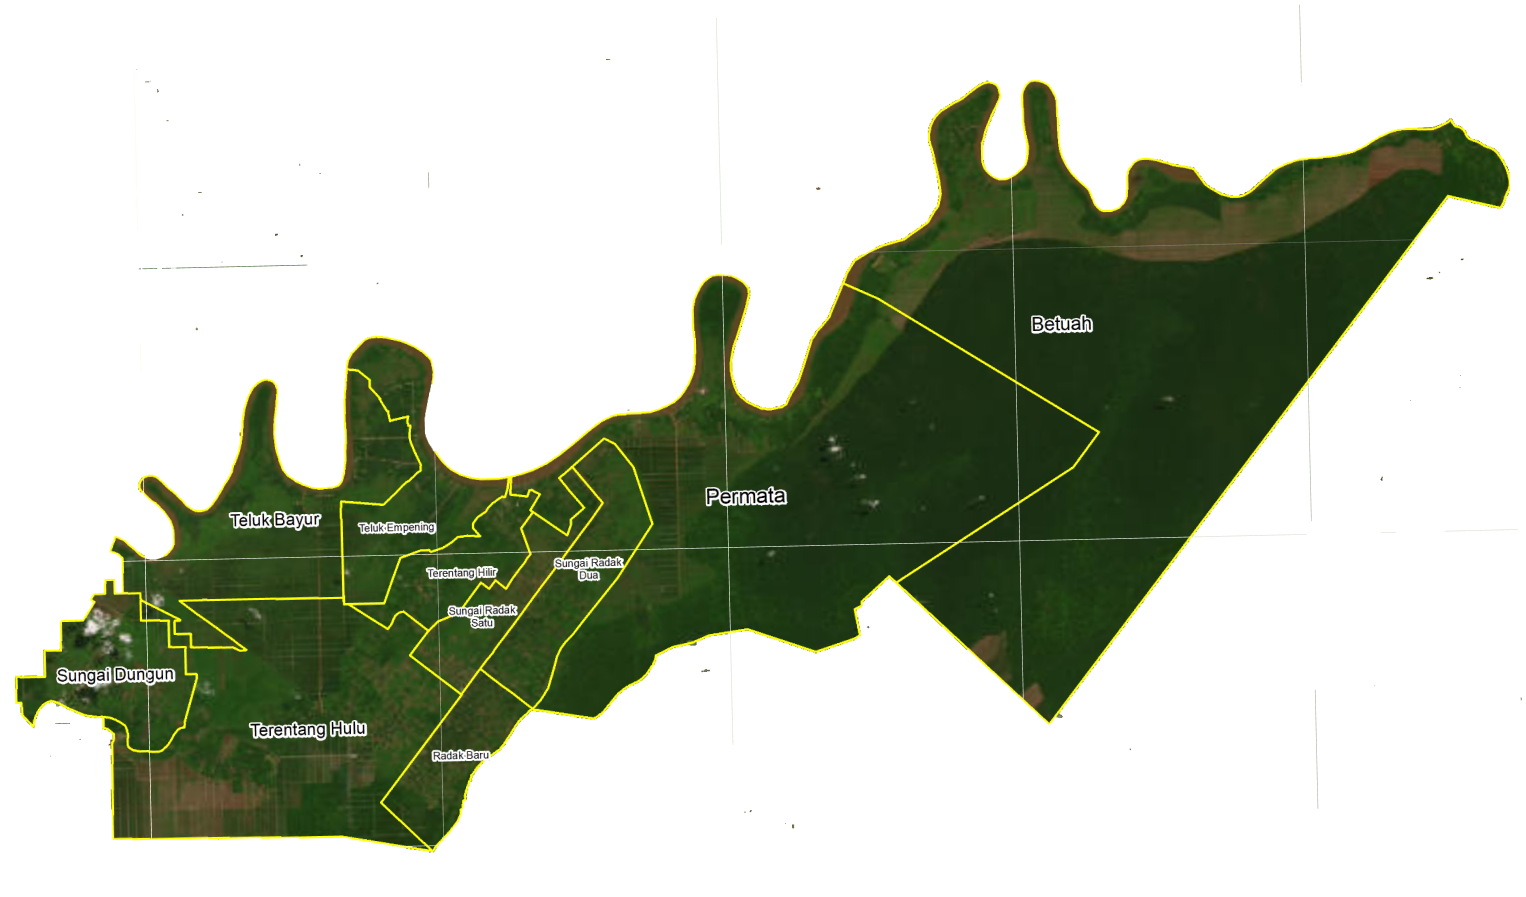 Betuah
Permata
Teluk Bayur
Teluk Empening
Sungai Radak
Dua
Terentang Hilir
Sungai Radak
Satu
Sungai Dungun
Terentang Hulu
Radak Baru